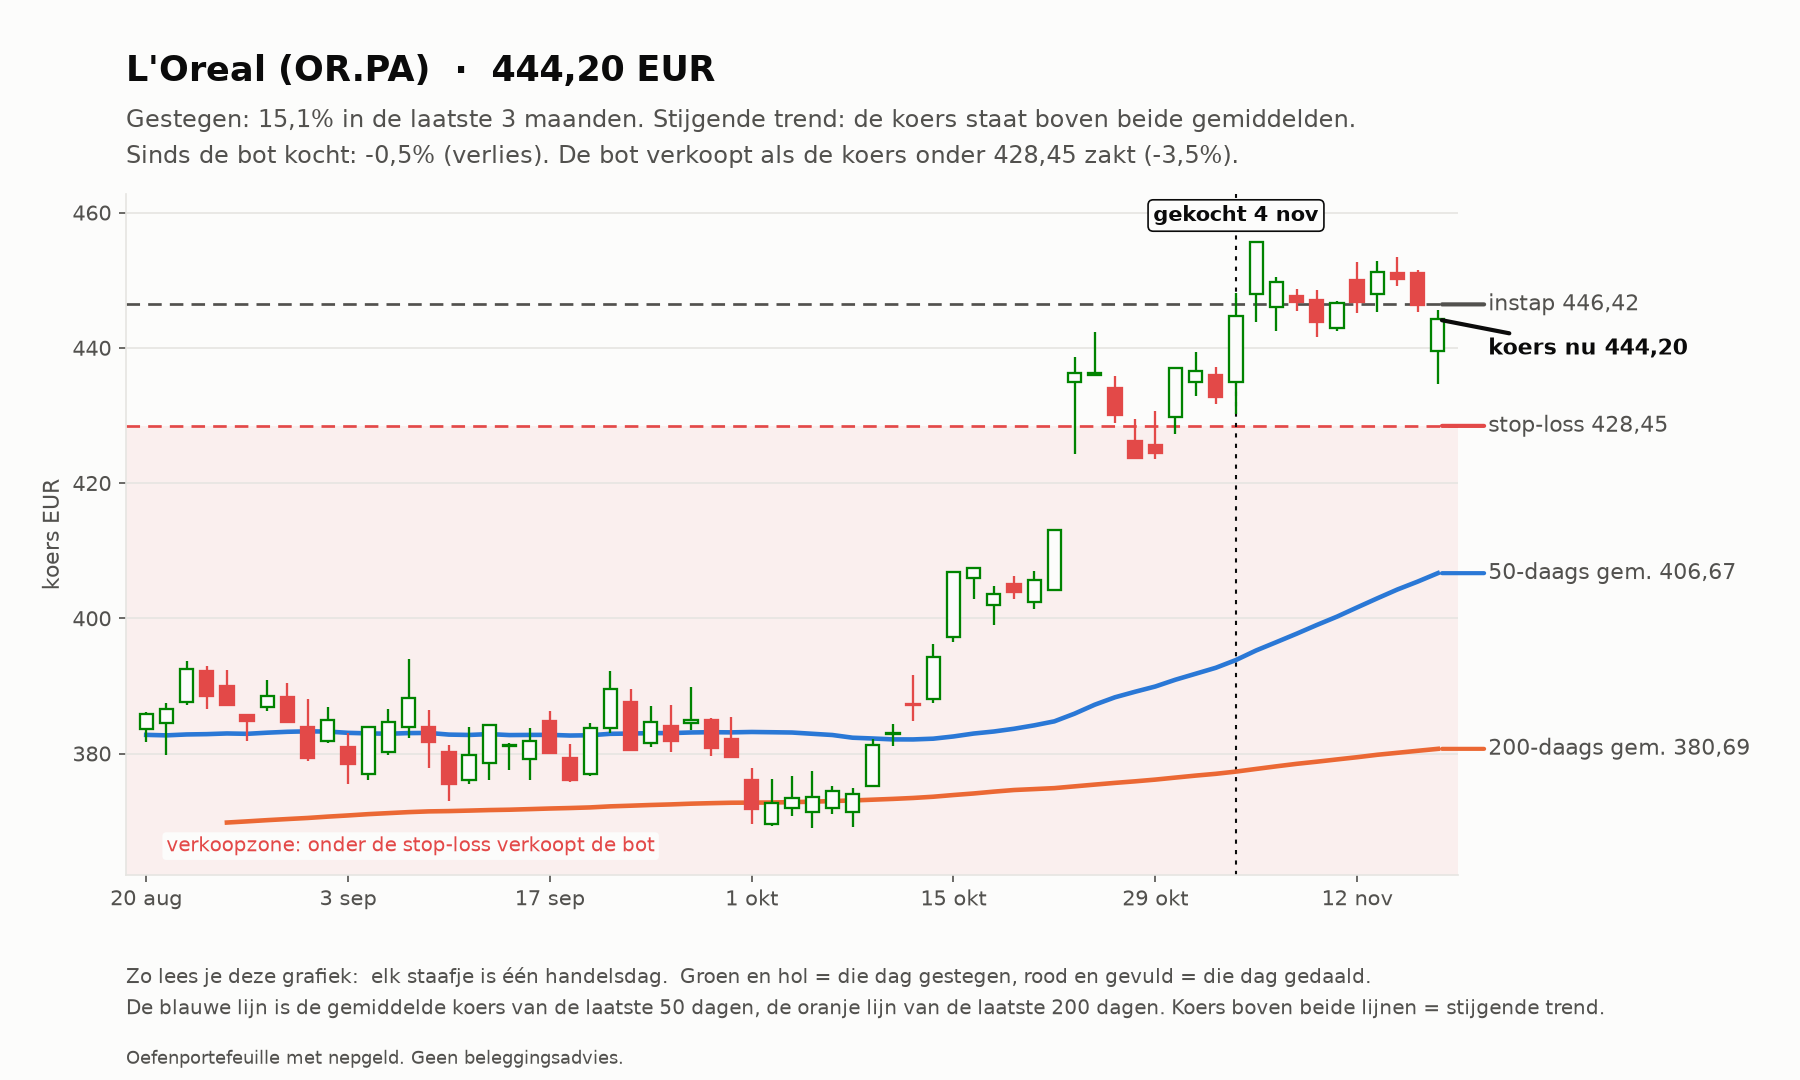 L'Oreal (OR.PA)  ·  444,20 EUR
Gestegen: 15,1% in de laatste 3 maanden. Stijgende trend: de koers staat boven beide gemiddelden.
Sinds de bot kocht: -0,5% (verlies). De bot verkoopt als de koers onder 428,45 zakt (-3,5%).
460
gekocht 4 nov
instap 446,42
440
koers nu 444,20
stop-loss 428,45
420
koers EUR
50-daags gem. 406,67
400
380
200-daags gem. 380,69
verkoopzone: onder de stop-loss verkoopt de bot
20 aug
3 sep
17 sep
1 okt
15 okt
29 okt
12 nov
Zo lees je deze grafiek:  elk staafje is één handelsdag.  Groen en hol = die dag gestegen, rood en gevuld = die dag gedaald.
De blauwe lijn is de gemiddelde koers van de laatste 50 dagen, de oranje lijn van de laatste 200 dagen. Koers boven beide lijnen = stijgende trend.
Oefenportefeuille met nepgeld. Geen beleggingsadvies.